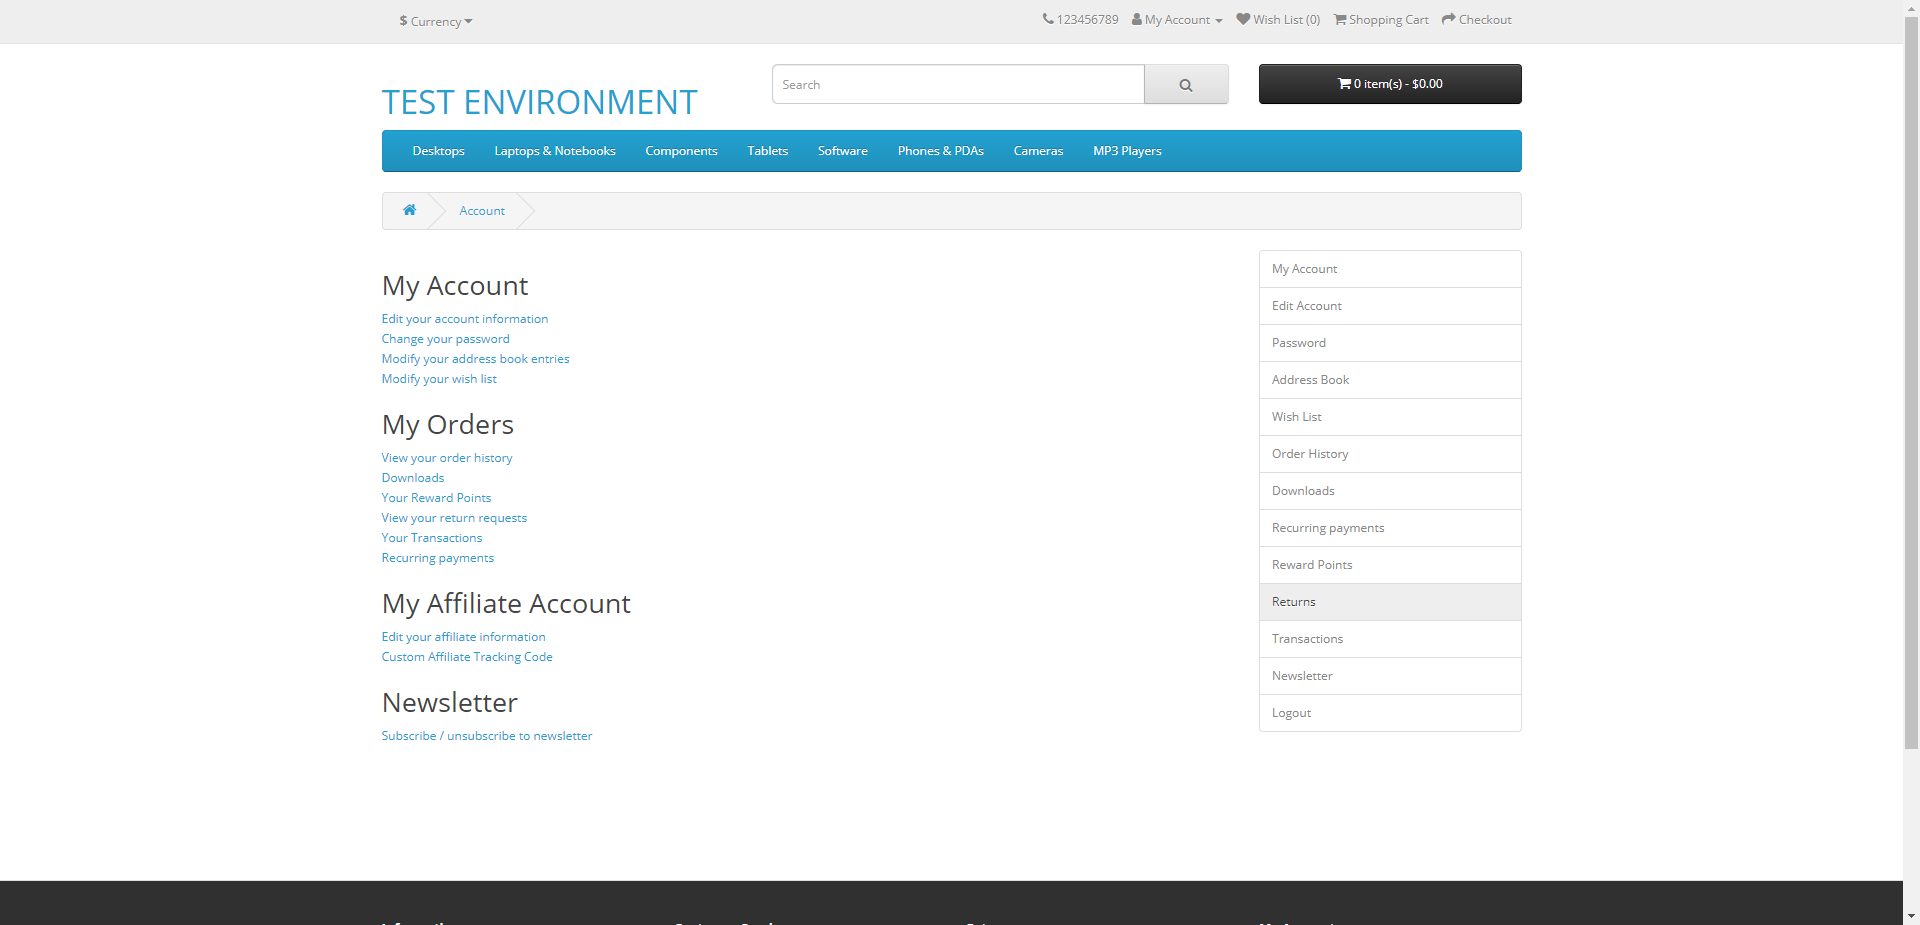 $ Currency
123456789 My Account Wish List (0) Shopping Cart Checkout
TEST ENVIRONMENT
Search
0 item(s) - $0.00
Desktops Laptops & Notebooks Components Tablets Software Phones & PDAs Cameras MP3 Players
Account
My Account
Edit your account information
Change your password
Modify your address book entries
Modify your wish list
My Orders
View your order history
Downloads
Your Reward Points
View your return requests
Your Transactions
Recurring payments
My Affiliate Account
Edit your affiliate information
Custom Affiliate Tracking Code
Newsletter
Subscribe / unsubscribe to newsletter
My Account
Edit Account
Password
Address Book
Wish List
Order History
Downloads
Recurring payments
Reward Points
Returns
Transactions
Newsletter
Logout